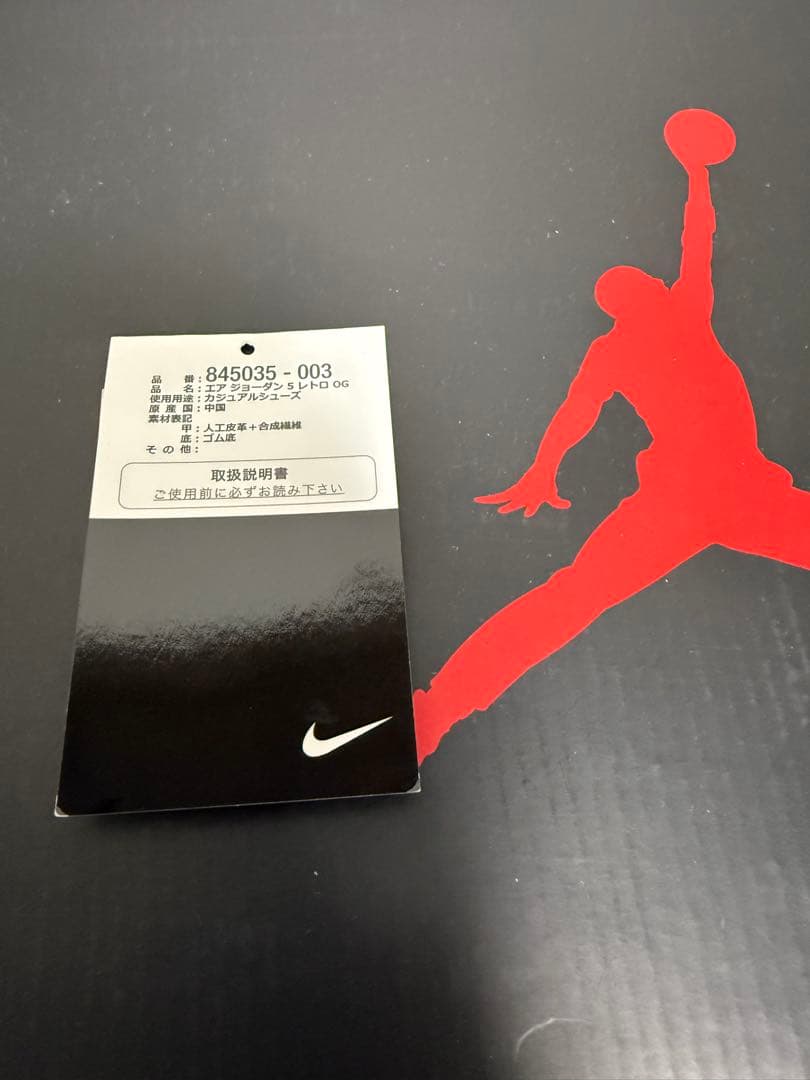 品 番：845035 - 003
品 名：エア ジョーダン 5 レトロ OG
使用用途：カジュアルシューズ
原 産 国：中国
素材表記
甲：人工皮革＋合成繊維
底：ゴム底
そ の 他：
取扱説明書
ご使用前に必ずお読み下さい